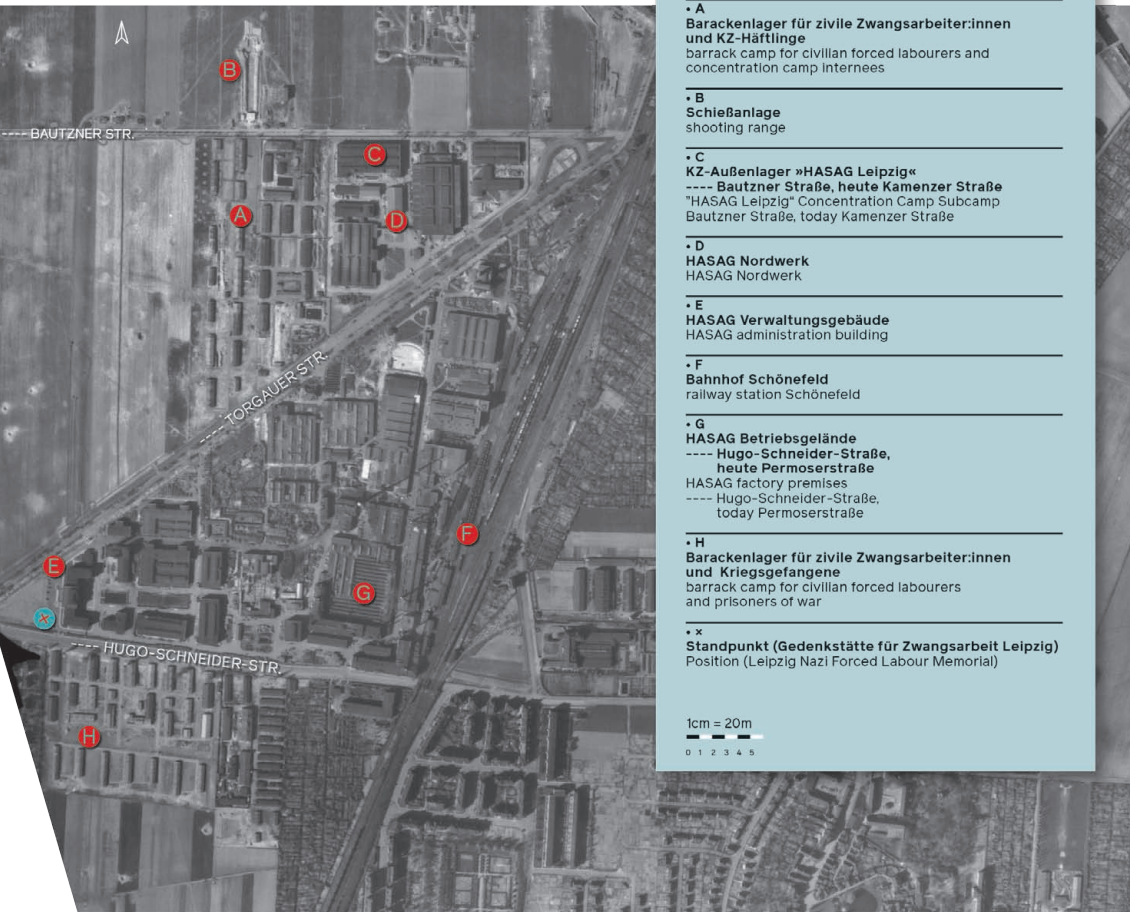 B
---- BAUTZNER STR.
C
A
D
---- TORGAUER STR.
F
E
G
×
---- HUGO-SCHNEIDER-STR.
H
• A
Barackenlager für zivile Zwangsarbeiter:innen
und KZ-Häftlinge
barrack camp for civilian forced labourers and
concentration camp internees
• B
Schießanlage
shooting range
• C
KZ-Außenlager »HASAG Leipzig«
---- Bautzner Straße, heute Kamenzer Straße
"HASAG Leipzig“ Concentration Camp Subcamp
Bautzner Straße, today Kamenzer Straße
• D
HASAG Nordwerk
HASAG Nordwerk
• E
HASAG Verwaltungsgebäude
HASAG administration building
• F
Bahnhof Schönefeld
railway station Schönefeld
• G
HASAG Betriebsgelände
---- Hugo-Schneider-Straße,
heute Permoserstraße
HASAG factory premises
---- Hugo-Schneider-Straße,
today Permoserstraße
• H
Barackenlager für zivile Zwangsarbeiter:innen
und Kriegsgefangene
barrack camp for civilian forced labourers
and prisoners of war
• ×
Standpunkt (Gedenkstätte für Zwangsarbeit Leipzig)
Position (Leipzig Nazi Forced Labour Memorial)
1cm = 20m
0 1 2 3 4 5